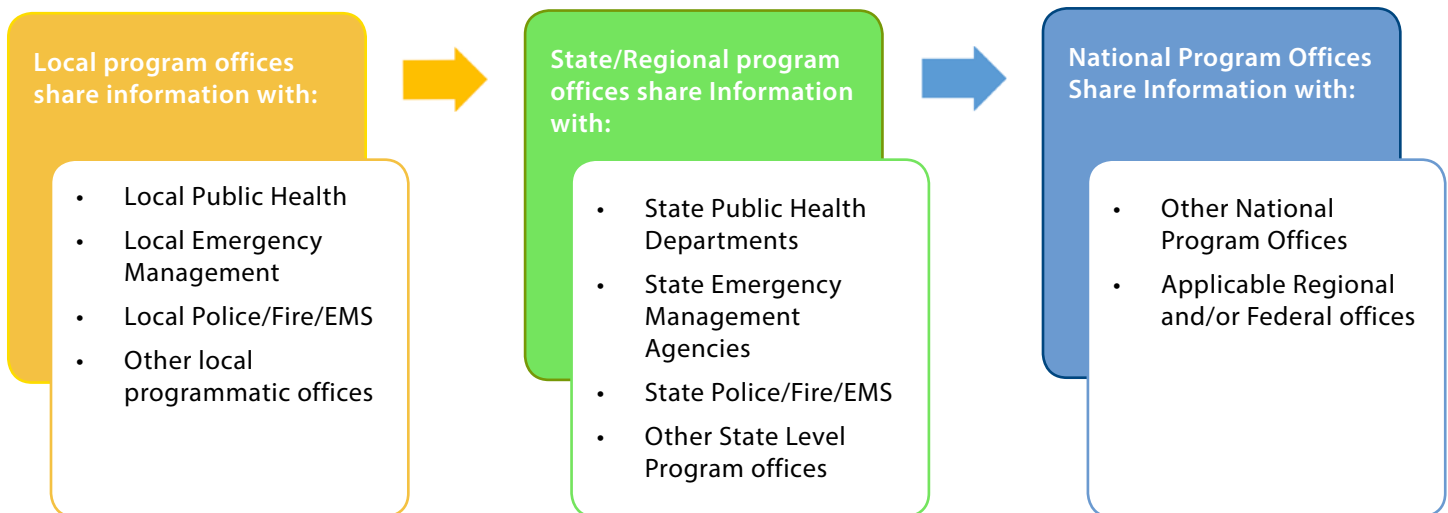 Local program offices
share information with:
• Local Public Health
• Local Emergency
Management
• Local Police/Fire/EMS
• Other local
programmatic offices
State/Regional program
offices share Information
with:
• State Public Health
Departments
• State Emergency
Management
Agencies
• State Police/Fire/EMS
• Other State Level
Program offices
National Program Offices
Share Information with:
• Other National
Program Offices
• Applicable Regional
and/or Federal offices